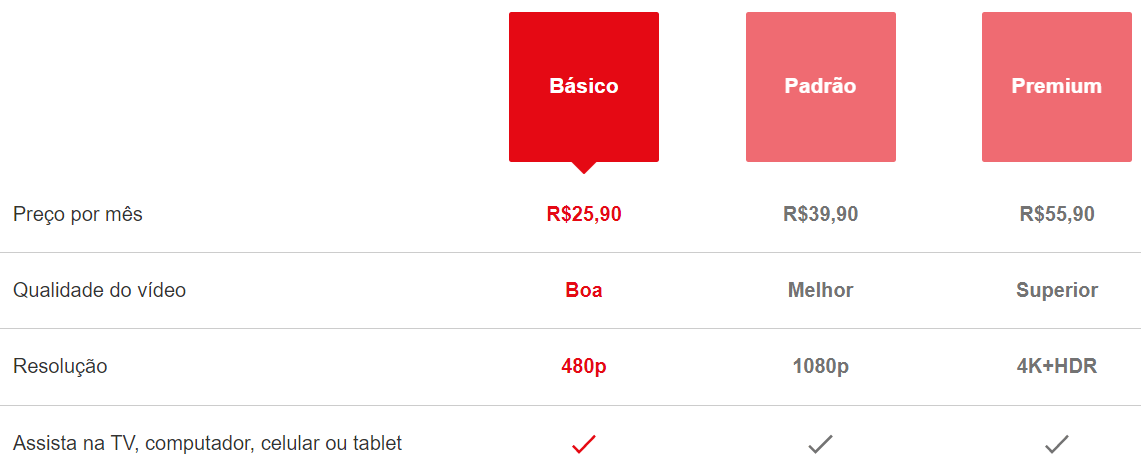 Básico Padrão Premium
Preço por mês R$25,90 R$39,90 R$55,90
Qualidade do vídeo Boa Melhor Superior
Resolução 480p 1080p 4K+HDR
Assista na TV, computador, celular ou tablet